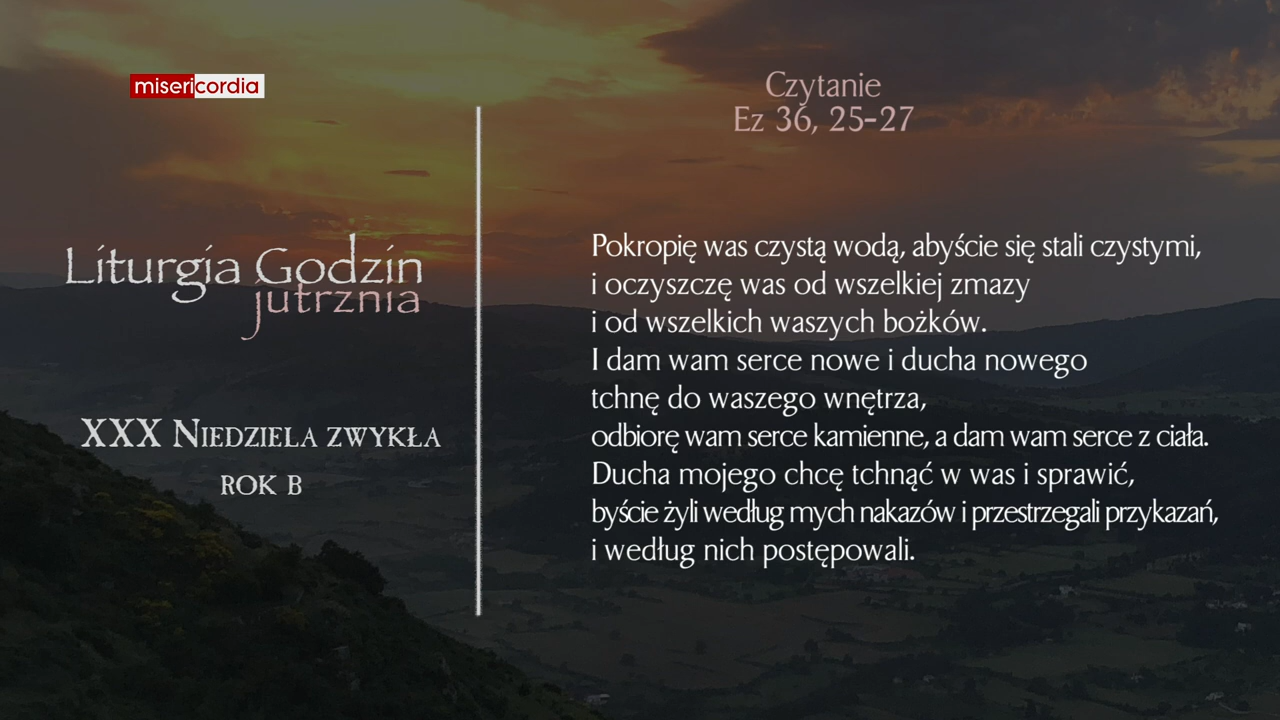 misericordia
Liturgia Godzin
jutrznia
XXX Niedziela zwykła
rok B
Czytanie
Ez 36, 25-27
Pokropię was czystą wodą, abyście się stali czystymi,
i oczyszczę was od wszelkiej zmazy
i od wszelkich waszych bożków.
I dam wam serce nowe i ducha nowego
tchnę do waszego wnętrza,
odbiorę wam serce kamienne, a dam wam serce z ciała.
Ducha mojego chcę tchnąć w was i sprawić,
byście żyli według mych nakazów i przestrzegali przykazań,
i według nich postępowali.